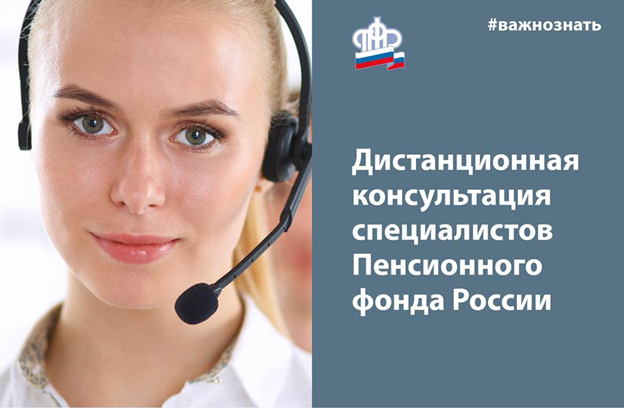 #важнознать
Дистанционная
консультация
специалистов
Пенсионного
фонда России